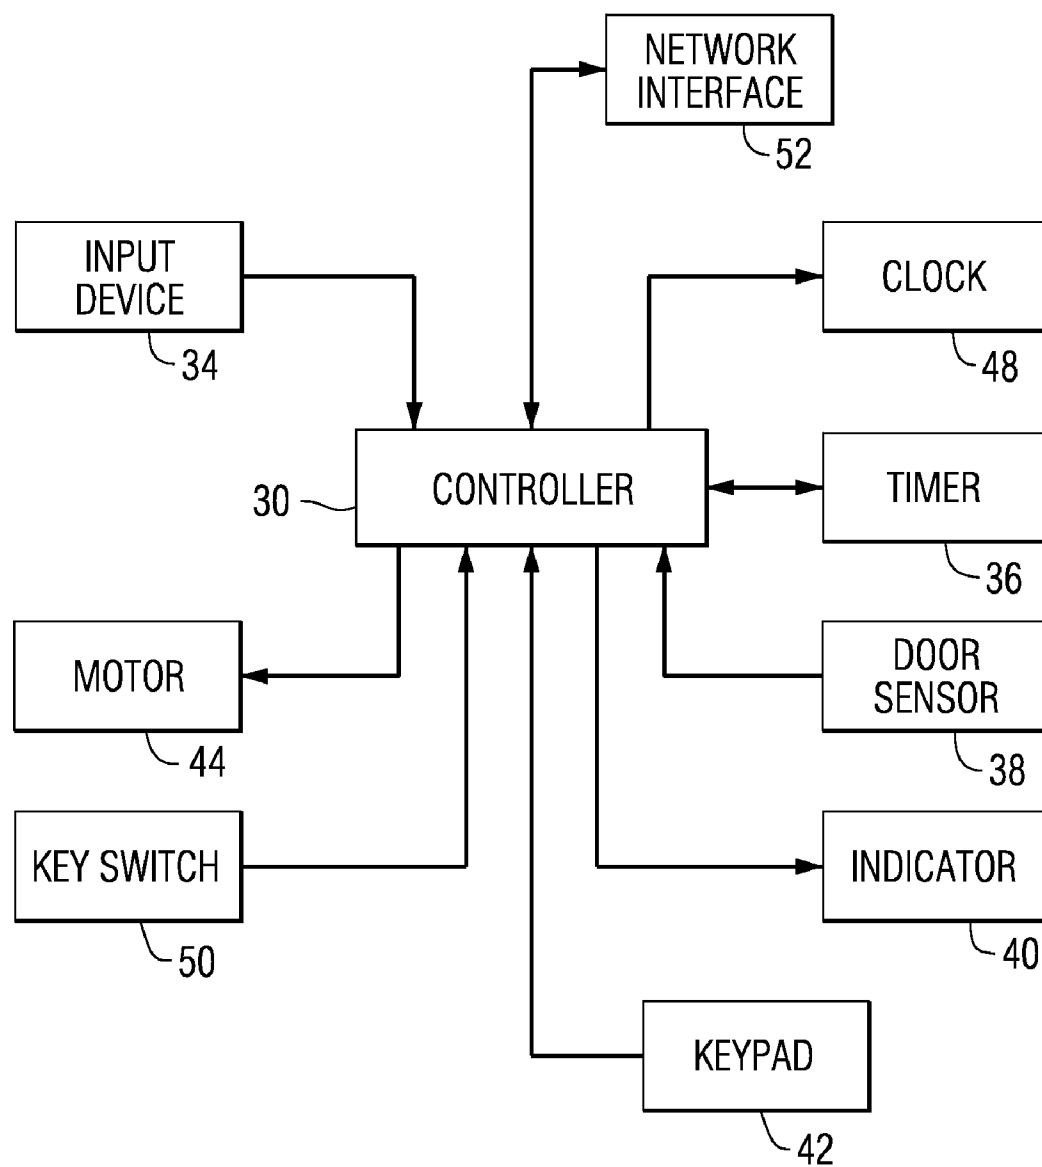 NETWORK
INTERFACE
52
INPUT
DEVICE
34
CLOCK
48
CONTROLLER
30
TIMER
36
MOTOR
44
DOOR
SENSOR
38
KEY SWITCH
50
INDICATOR
40
KEYPAD
42